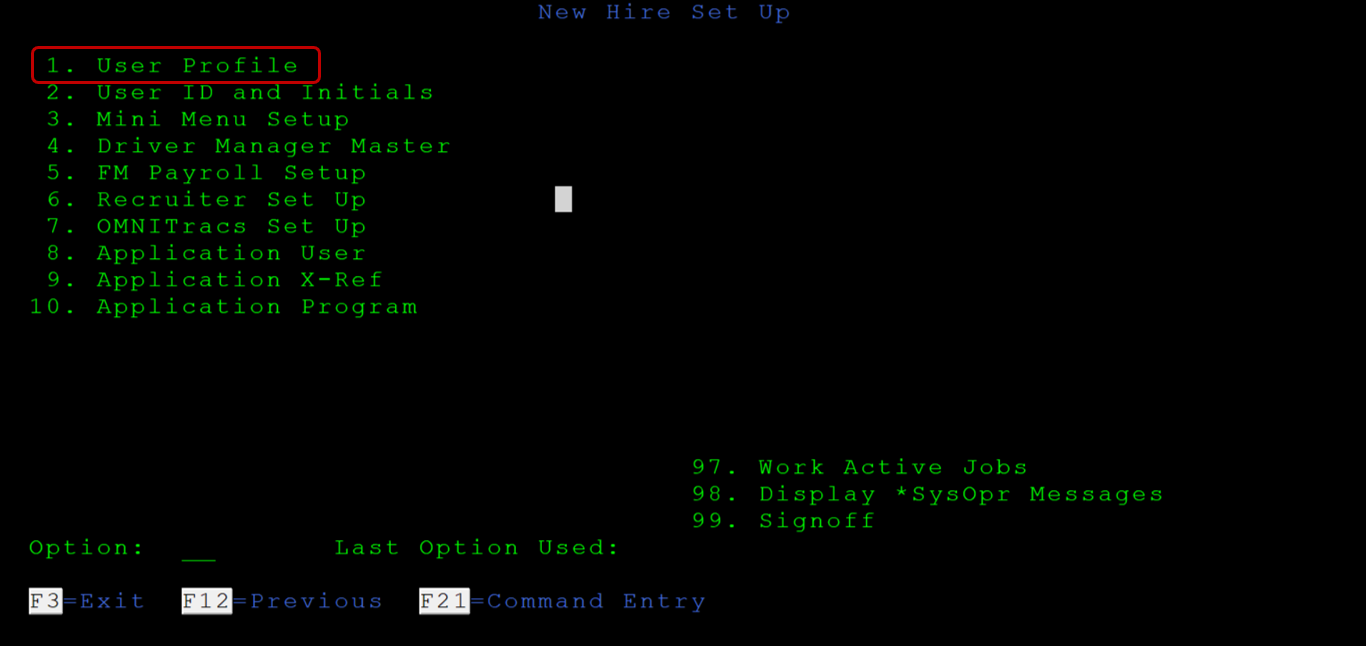 New Hire Set Up
1. User Profile
2. User ID and Initials
3. Mini Menu Setup
4. Driver Manager Master
5. FM Payroll Setup
6. Recruiter Set Up
7. OMNITracs Set Up
8. Application User
9. Application X-Ref
10. Application Program
97. Work Active Jobs
98. Display *SysOpr Messages
99. Signoff
Option: __ Last Option Used:
F3=Exit F12=Previous F21=Command Entry